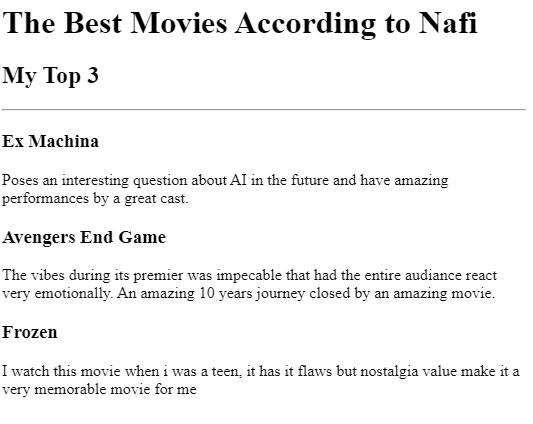 The Best Movies According to Nafi
My Top 3
Ex Machina
Poses an interesting question about AI in the future and have amazing
performances by a great cast.
Avengers End Game
The vibes during its premier was impecable that had the entire audiance react
very emotionally. An amazing 10 years journey closed by an amazing movie.
Frozen
I watch this movie when i was a teen, it has it flaws but nostalgia value make it a
very memorable movie for me